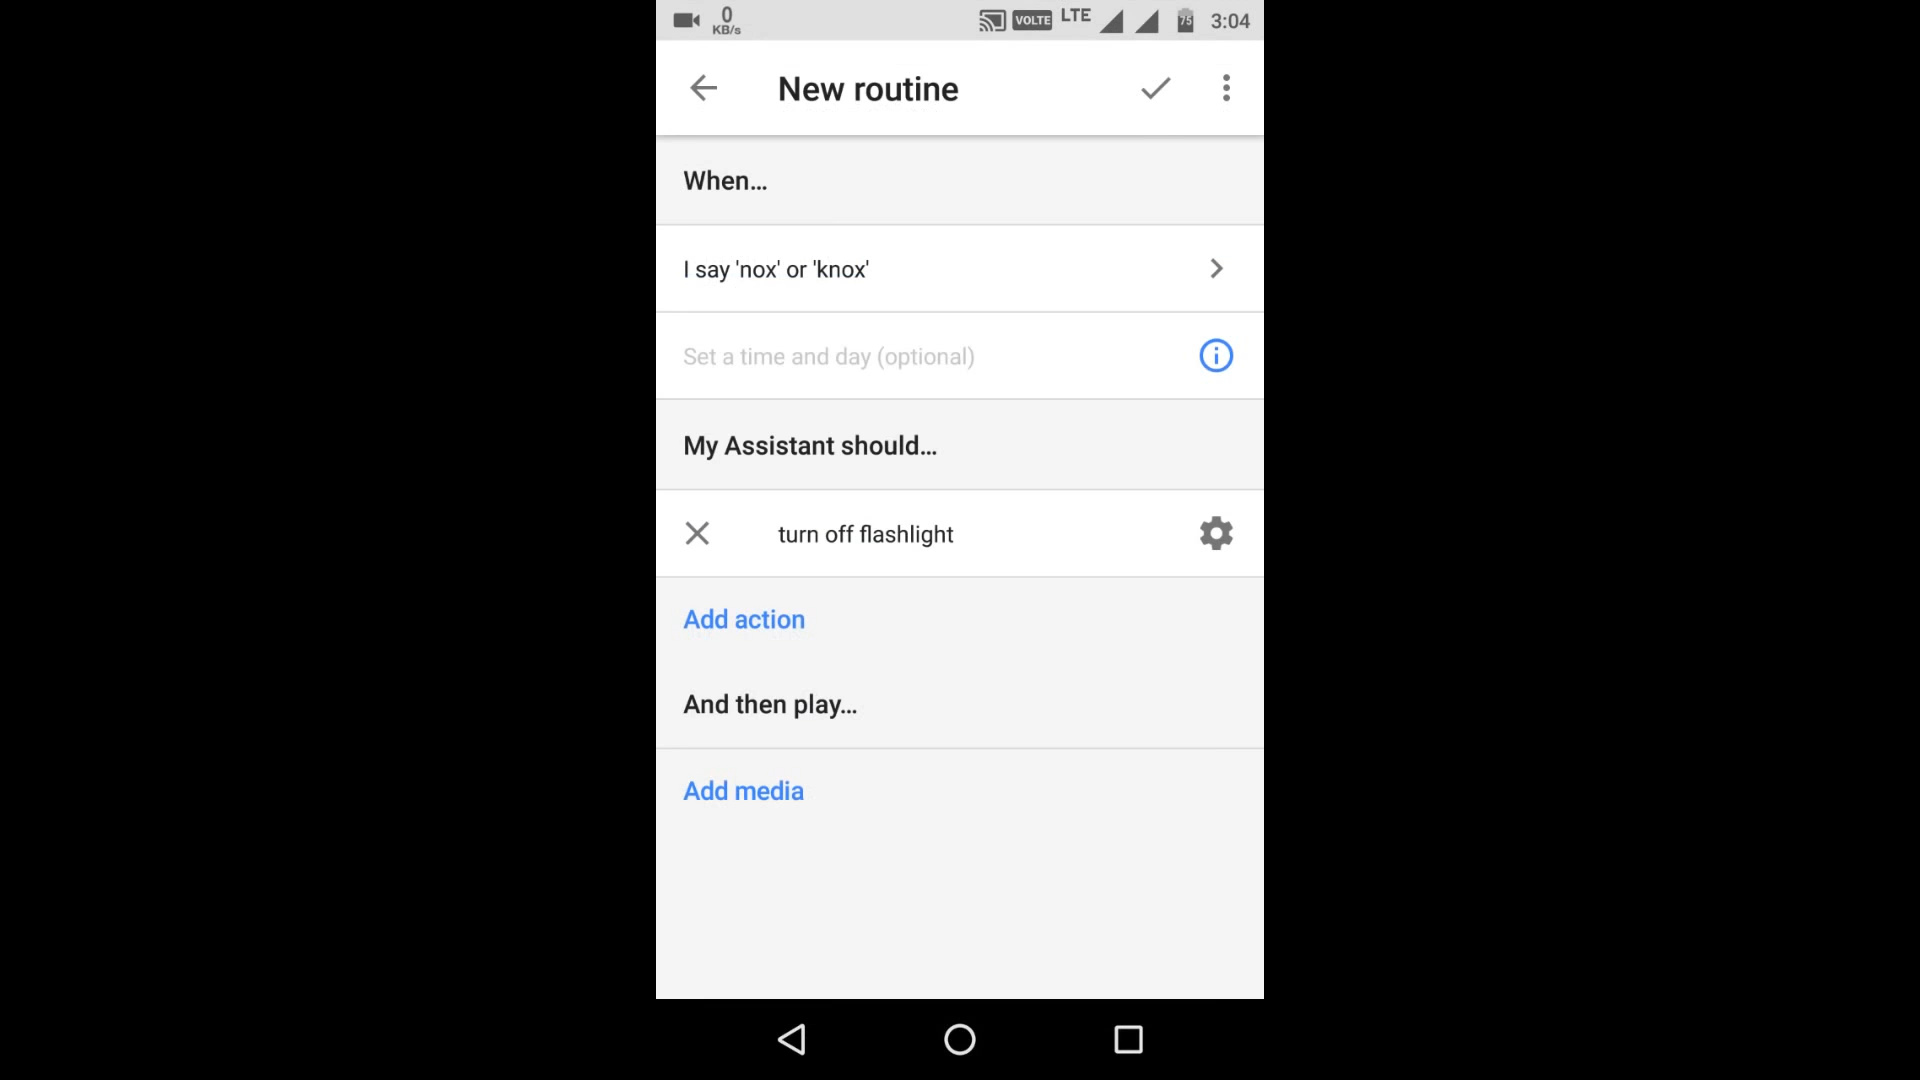 0
KB/s
VOLTE LTE 75 3:04
New routine
When...
I say 'nox' or 'knox'
Set a time and day (optional)
My Assistant should...
turn off flashlight
Add action
And then play...
Add media